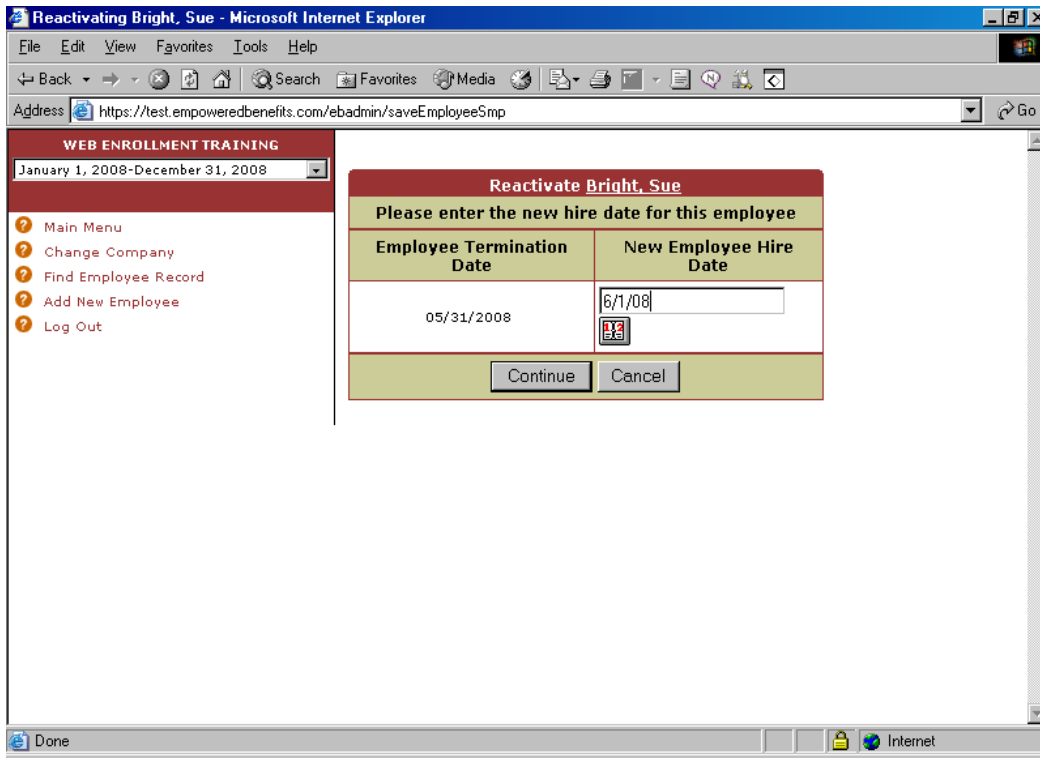 Reactivating Bright, Sue - Microsoft Internet Explorer
File Edit View Favorites Tools Help
Back Search Favorites Media
Address https://test.empoweredbenefits.com/ebadmin/saveEmployeeSmp Go
WEB ENROLLMENT TRAINING
January 1, 2008-December 31, 2008
Main Menu
Change Company
Find Employee Record
Add New Employee
Log Out
Reactivate Bright, Sue
Please enter the new hire date for this employee
Employee Termination Date
New Employee Hire Date
05/31/2008
6/1/08
Continue Cancel
Done Internet